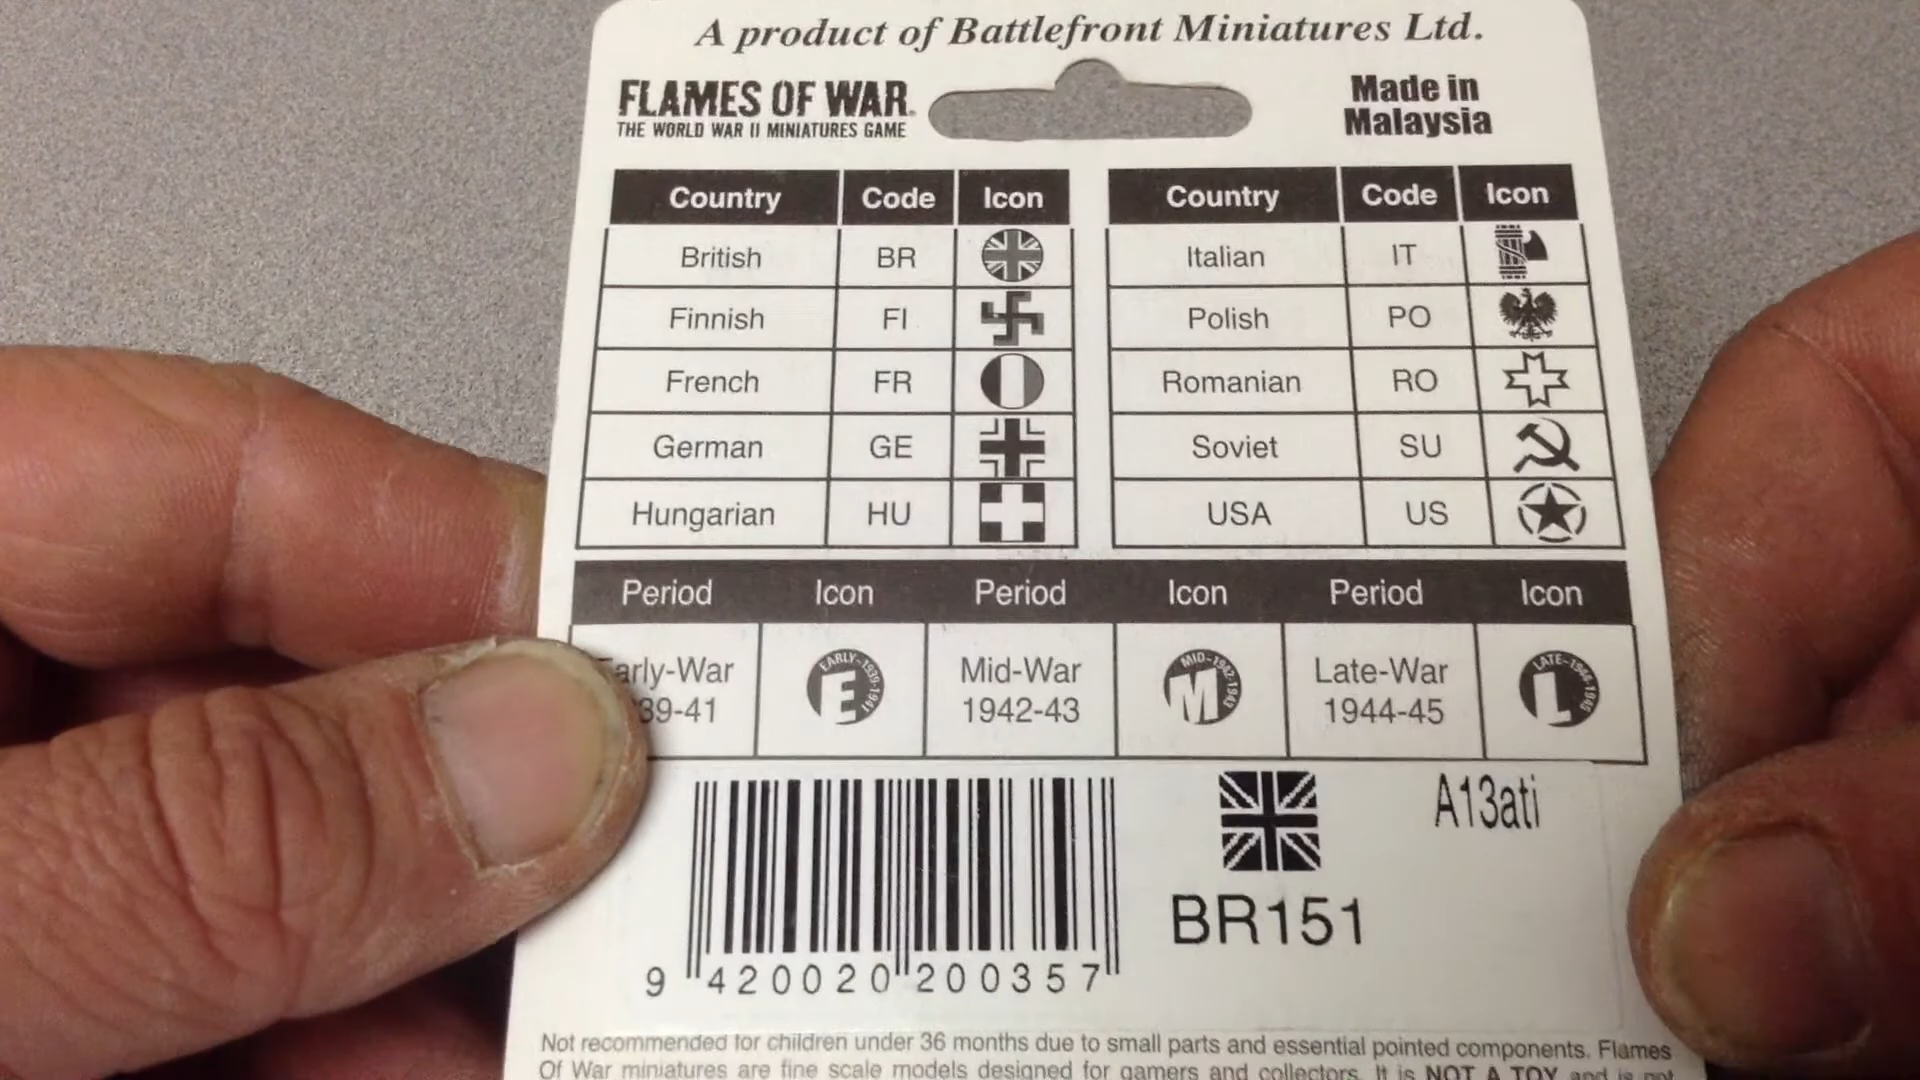 A product of Battlefront Miniatures Ltd.
FLAMES OF WAR.
THE WORLD WAR II MINIATURES GAME
Made in
Malaysia
Country Code Icon
British BR
Finnish FI
French FR
German GE
Hungarian HU
Country Code Icon
Italian IT
Polish PO
Romanian RO
Soviet SU
USA US
Period Icon Period Icon Period Icon
arly-War
39-41
EARLY-1939-1941
E
Mid-War
1942-43
MID-1942-1943
M
Late-War
1944-45
LATE-1944-1945
L
9 420020 200357
BR151
A13ati
Not recommended for children under 36 months due to small parts and essential pointed components. Flames
Of War miniatures are fine scale models designed for gamers and collectors. It is NOT A TOY and is not